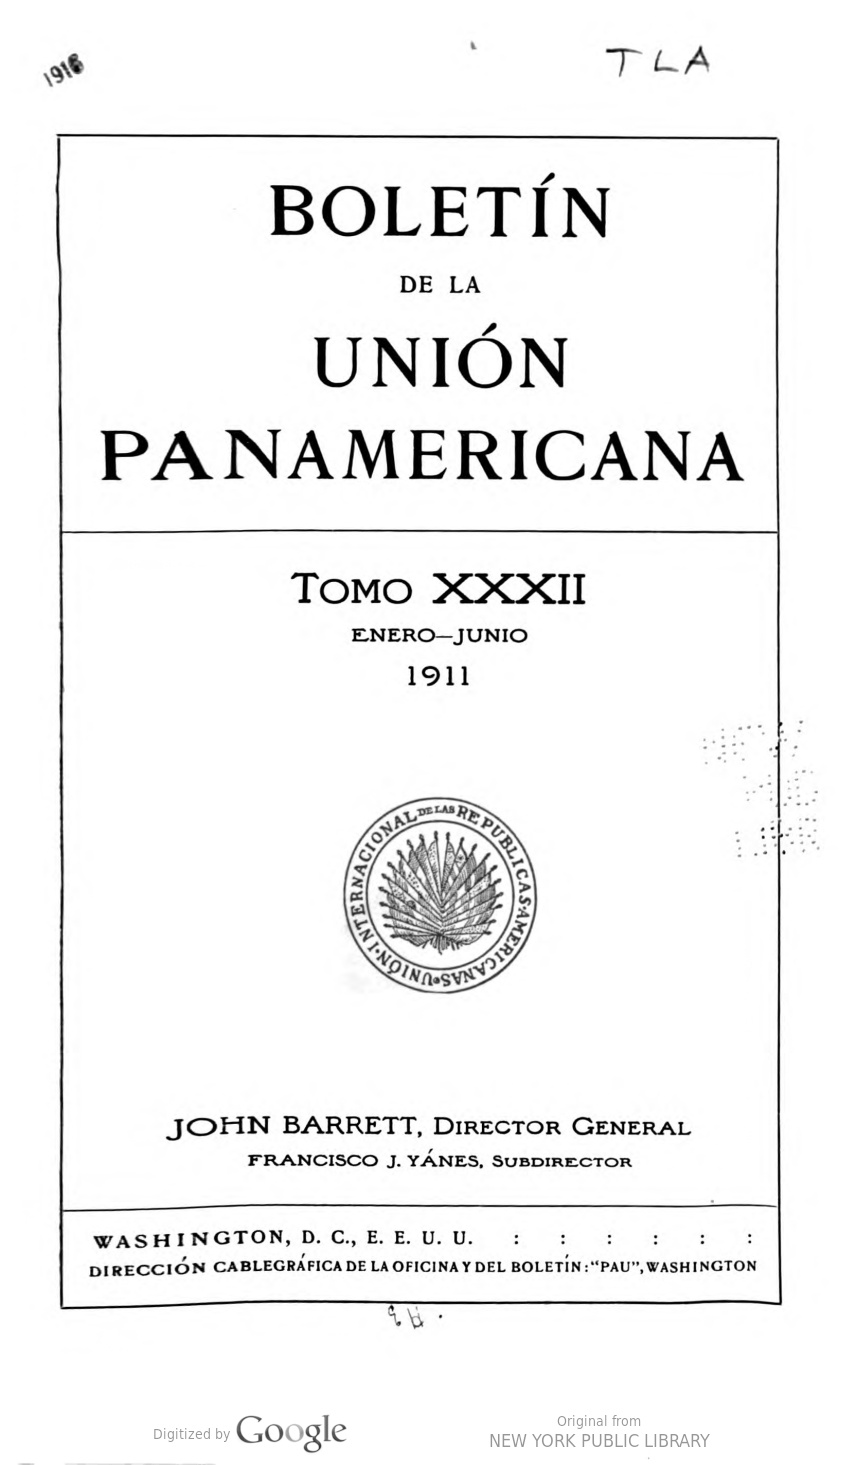 1916
TLA
BOLETÍN
DE LA
UNIÓN
PANAMERICANA
TOMO XXXII
ENERO—JUNIO
1911
UNIÓN·INTERNACIONAL DE LAS REPUBLICAS·AMERICANAS·
JOHN BARRETT, DIRECTOR GENERAL
FRANCISCO J. YÁNES, SUBDIRECTOR
WASHINGTON, D. C., E. E. U. U. : : : : : :
DIRECCIÓN CABLEGRÁFICA DE LA OFICINA Y DEL BOLETÍN: "PAU", WASHINGTON
Digitized by Google
Original from
NEW YORK PUBLIC LIBRARY